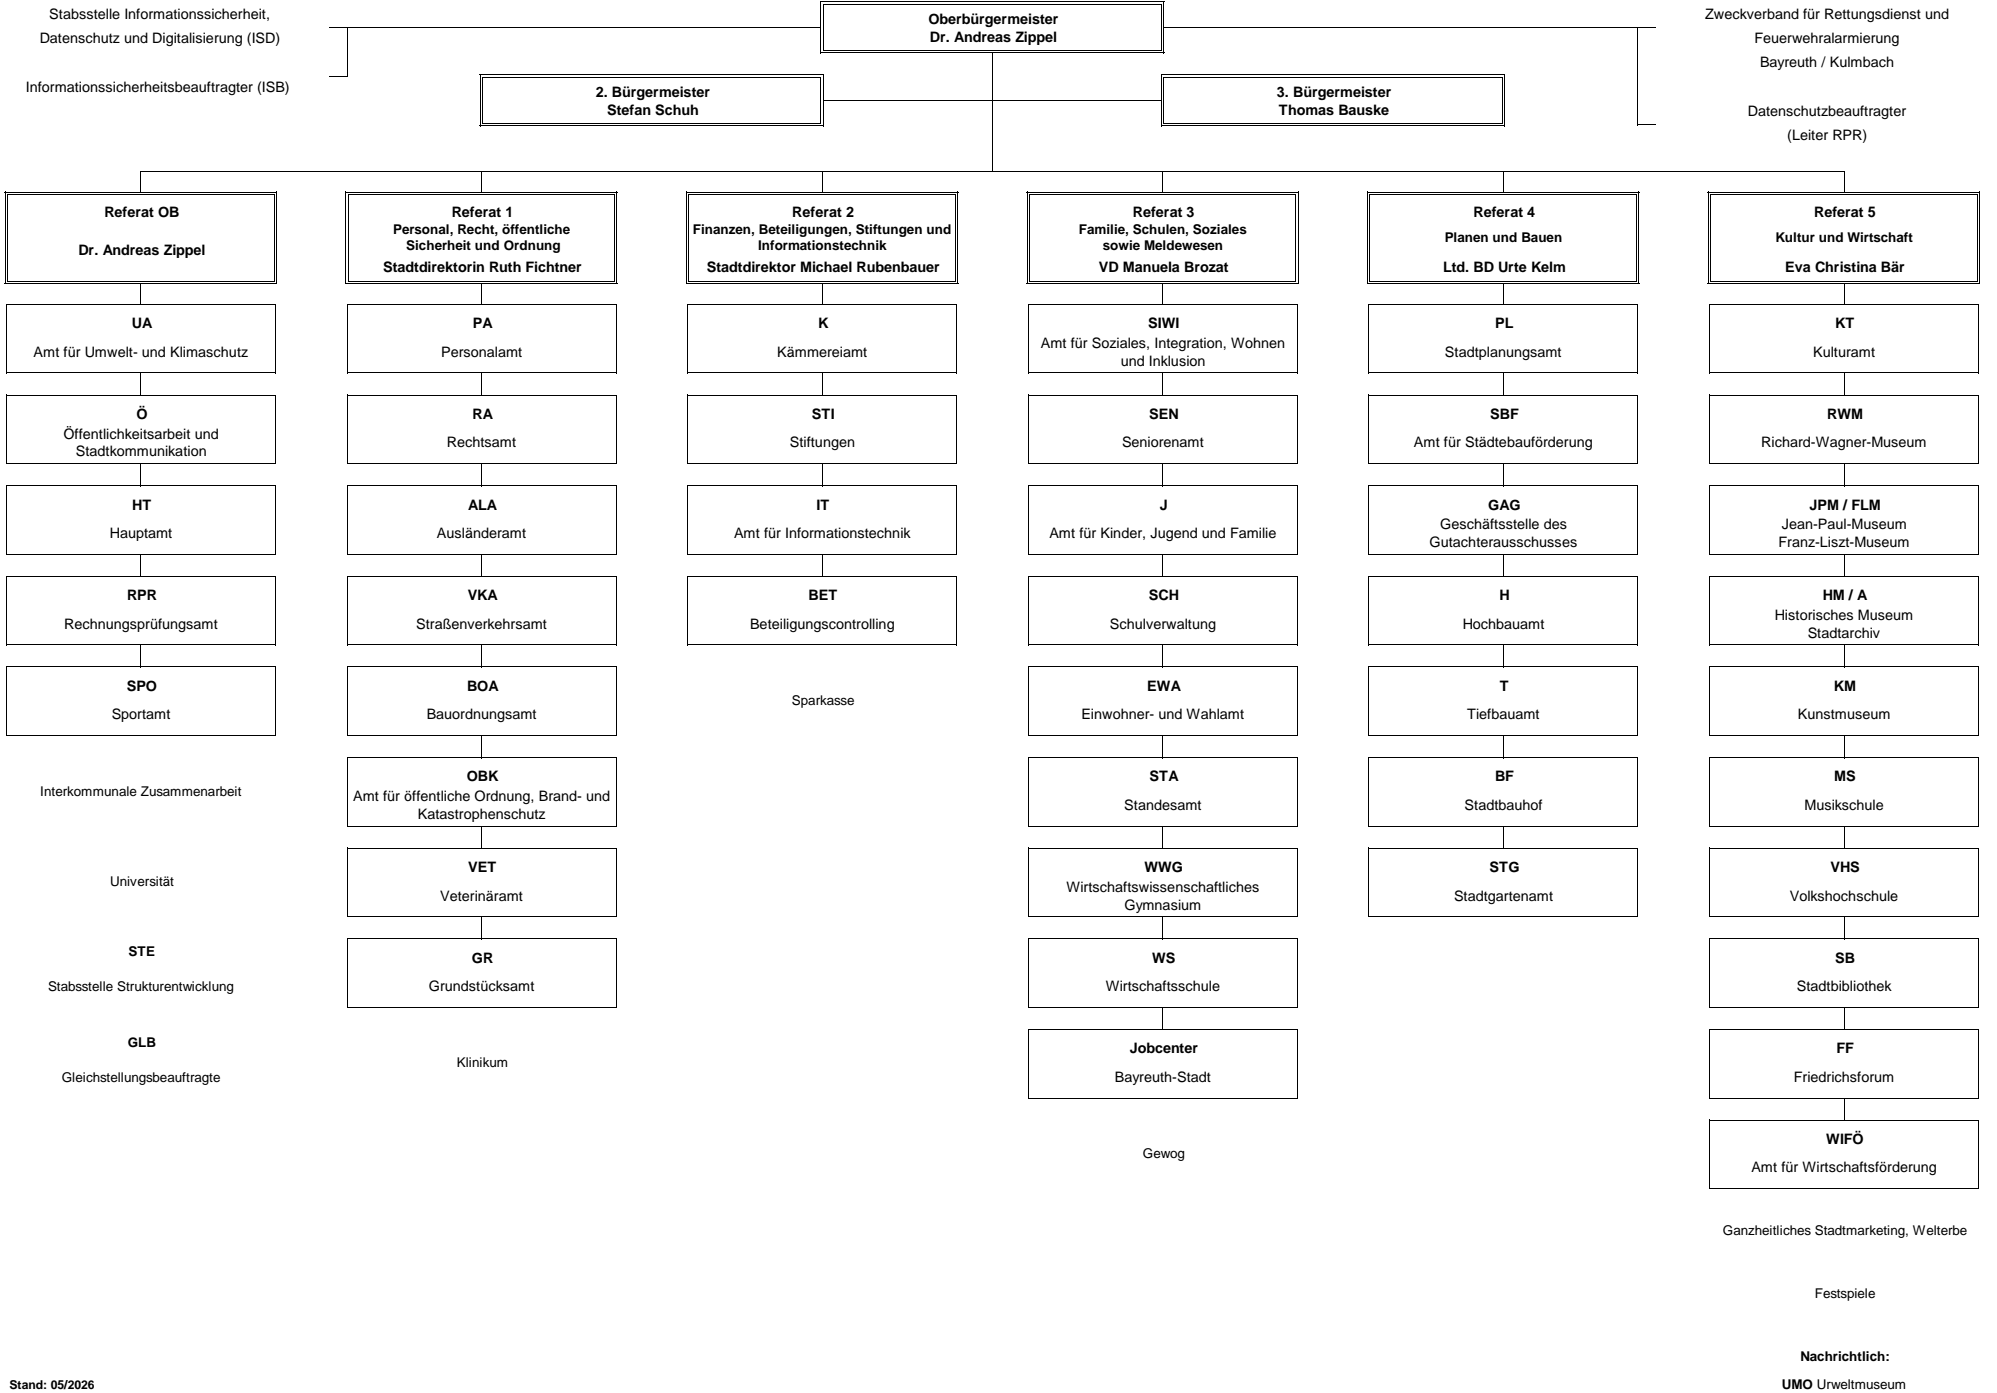 Stabsstelle Informationssicherheit,
Datenschutz und Digitalisierung (ISD)
Informationssicherheitsbeauftragter (ISB)
Oberbürgermeister
Dr. Andreas Zippel
Zweckverband für Rettungsdienst und
Feuerwehralarmierung
Bayreuth / Kulmbach
Datenschutzbeauftragter
(Leiter RPR)
2. Bürgermeister
Stefan Schuh
3. Bürgermeister
Thomas Bauske
Referat OB
Dr. Andreas Zippel
UA
Amt für Umwelt- und Klimaschutz
Ö
Öffentlichkeitsarbeit und
Stadtkommunikation
HT
Hauptamt
RPR
Rechnungsprüfungsamt
SPO
Sportamt
Interkommunale Zusammenarbeit
Universität
STE
Stabsstelle Strukturentwicklung
GLB
Gleichstellungsbeauftragte
Referat 1
Personal, Recht, öffentliche
Sicherheit und Ordnung
Stadtdirektorin Ruth Fichtner
PA
Personalamt
RA
Rechtsamt
ALA
Ausländeramt
VKA
Straßenverkehrsamt
BOA
Bauordnungsamt
OBK
Amt für öffentliche Ordnung, Brand- und
Katastrophenschutz
VET
Veterinäramt
GR
Grundstücksamt
Klinikum
Referat 2
Finanzen, Beteiligungen, Stiftungen und
Informationstechnik
Stadtdirektor Michael Rubenbauer
K
Kämmereiamt
STI
Stiftungen
IT
Amt für Informationstechnik
BET
Beteiligungscontrolling
Sparkasse
Referat 3
Familie, Schulen, Soziales
sowie Meldewesen
VD Manuela Brozat
SIWI
Amt für Soziales, Integration, Wohnen
und Inklusion
SEN
Seniorenamt
J
Amt für Kinder, Jugend und Familie
SCH
Schulverwaltung
EWA
Einwohner- und Wahlamt
STA
Standesamt
WWG
Wirtschaftswissenschaftliches
Gymnasium
WS
Wirtschaftsschule
Jobcenter
Bayreuth-Stadt
Gewog
Referat 4
Planen und Bauen
Ltd. BD Urte Kelm
PL
Stadtplanungsamt
SBF
Amt für Städtebauförderung
GAG
Geschäftsstelle des
Gutachterausschusses
H
Hochbauamt
T
Tiefbauamt
BF
Stadtbauhof
STG
Stadtgartenamt
Referat 5
Kultur und Wirtschaft
Eva Christina Bär
KT
Kulturamt
RWM
Richard-Wagner-Museum
JPM / FLM
Jean-Paul-Museum
Franz-Liszt-Museum
HM / A
Historisches Museum
Stadtarchiv
KM
Kunstmuseum
MS
Musikschule
VHS
Volkshochschule
SB
Stadtbibliothek
FF
Friedrichsforum
WIFÖ
Amt für Wirtschaftsförderung
Ganzheitliches Stadtmarketing, Welterbe
Festspiele
Nachrichtlich:
UMO Urweltmuseum
Stand: 05/2026